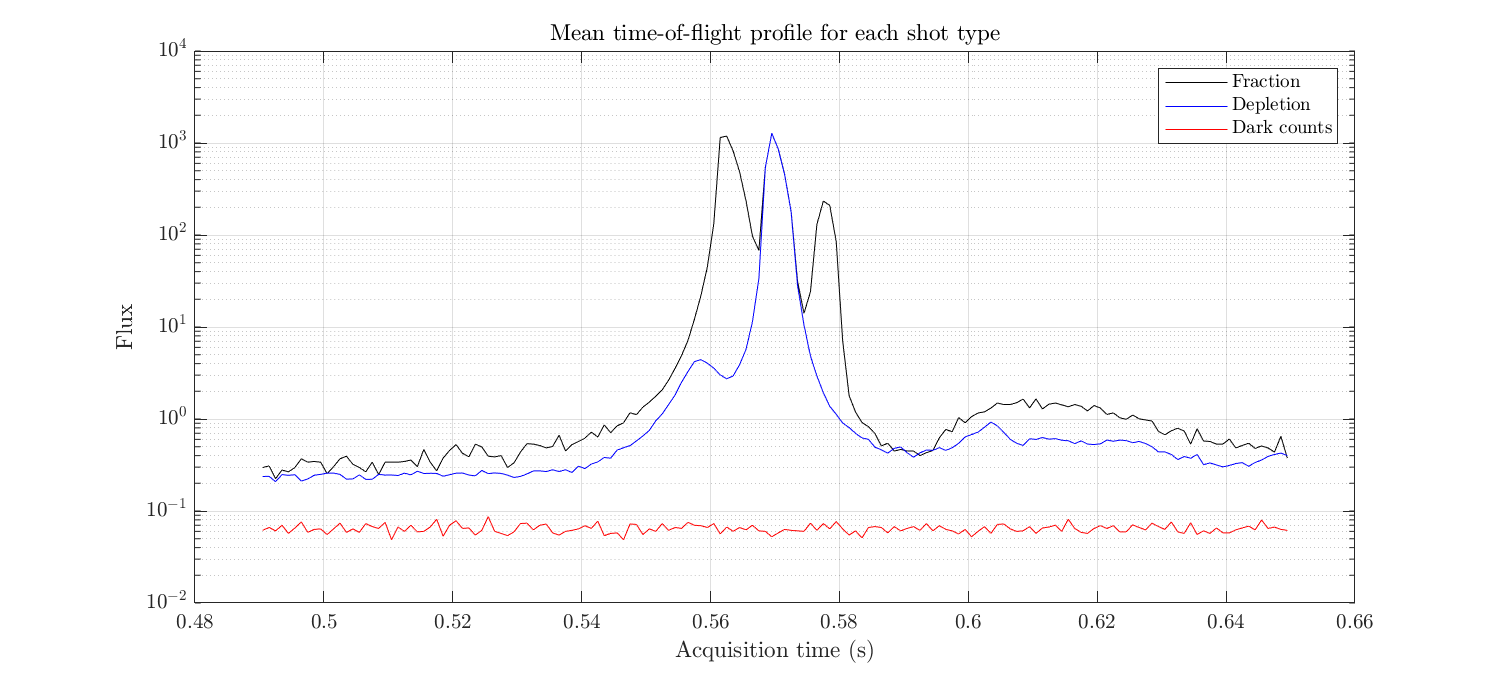 Mean time-of-flight profile for each shot type
Fraction
Depletion
Dark counts
10^4
10^3
10^2
10^1
10^0
10^-1
10^-2
Flux
0.48 0.5 0.52 0.54 0.56 0.58 0.6 0.62 0.64 0.66
Acquisition time (s)